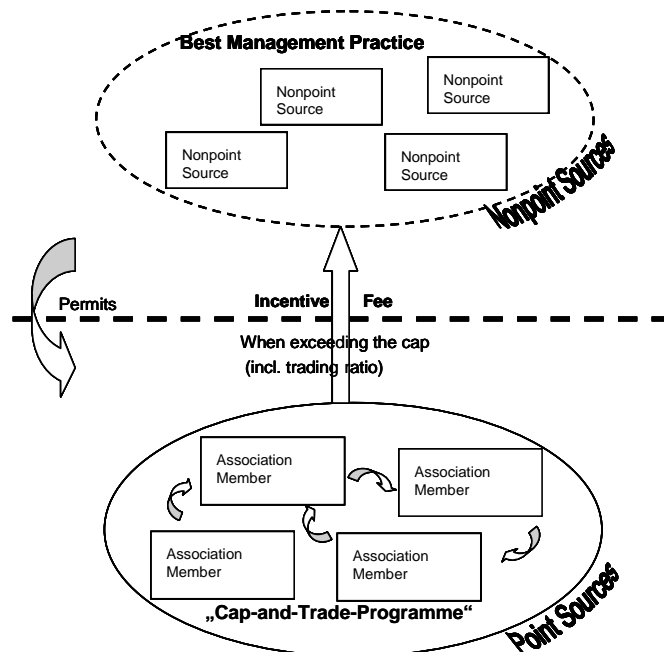 Best Management Practice
Nonpoint
Source
Nonpoint
Source
Nonpoint
Source
Nonpoint
Source
Nonpoint Sources
Permits
Incentive Fee
When exceeding the cap
(incl. trading ratio)
Association
Member
Association
Member
Association
Member
Association
Member
„Cap-and-Trade-Programme“
Point Sources